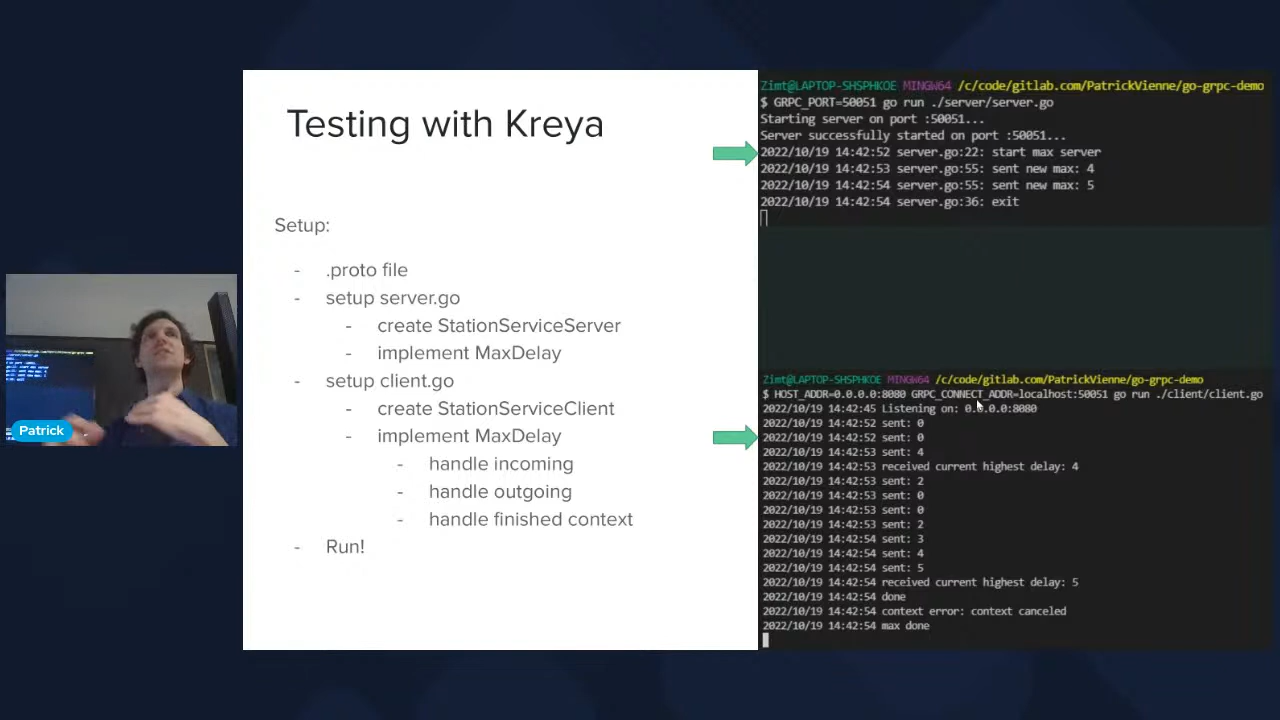 Testing with Kreya
Setup:
- .proto file
- setup server.go
- create StationServiceServer
- implement MaxDelay
- setup client.go
- create StationServiceClient
- implement MaxDelay
- handle incoming
- handle outgoing
- handle finished context
- Run!
Patrick
Zimt@LAPTOP-SHSPHKOE MINGW64 /c/code/gitlab.com/PatrickVienne/go-grpc-demo
$ GRPC_PORT=50051 go run ./server/server.go
Starting server on port :50051...
Server successfully started on port :50051...
2022/10/19 14:42:52 server.go:22: start max server
2022/10/19 14:42:53 server.go:55: sent new max: 4
2022/10/19 14:42:54 server.go:55: sent new max: 5
2022/10/19 14:42:54 server.go:36: exit
Zimt@LAPTOP-SHSPHKOE MINGW64 /c/code/gitlab.com/PatrickVienne/go-grpc-demo
$ HOST_ADDR=0.0.0.0:8080 GRPC_CONNECT_ADDR=localhost:50051 go run ./client/client.go
2022/10/19 14:42:45 Listening on: 0.0.0.0:8080
2022/10/19 14:42:52 sent: 0
2022/10/19 14:42:52 sent: 0
2022/10/19 14:42:53 sent: 4
2022/10/19 14:42:53 received current highest delay: 4
2022/10/19 14:42:53 sent: 2
2022/10/19 14:42:53 sent: 0
2022/10/19 14:42:53 sent: 0
2022/10/19 14:42:53 sent: 2
2022/10/19 14:42:54 sent: 3
2022/10/19 14:42:54 sent: 4
2022/10/19 14:42:54 sent: 5
2022/10/19 14:42:54 received current highest delay: 5
2022/10/19 14:42:54 done
2022/10/19 14:42:54 context error: context canceled
2022/10/19 14:42:54 max done